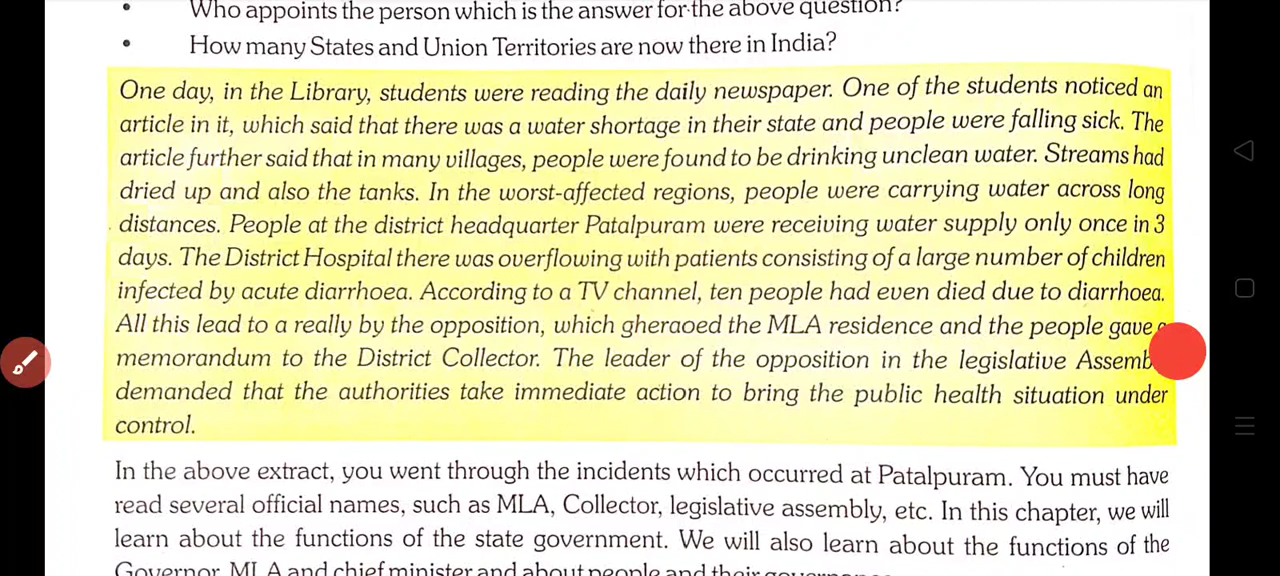 • Who appoints the person which is the answer for the above question?
• How many States and Union Territories are now there in India?
One day, in the Library, students were reading the daily newspaper. One of the students noticed an
article in it, which said that there was a water shortage in their state and people were falling sick. The
article further said that in many villages, people were found to be drinking unclean water. Streams had
dried up and also the tanks. In the worst-affected regions, people were carrying water across long
distances. People at the district headquarter Patalpuram were receiving water supply only once in 3
days. The District Hospital there was overflowing with patients consisting of a large number of children
infected by acute diarrhoea. According to a TV channel, ten people had even died due to diarrhoea.
All this lead to a really by the opposition, which gheraoed the MLA residence and the people gave
memorandum to the District Collector. The leader of the opposition in the legislative
demanded that the authorities take immediate action to bring the public health situation under
control.
In the above extract, you went through the incidents which occurred at Patalpuram. You must have
read several official names, such as MLA, Collector, legislative assembly, etc. In this chapter, we will
learn about the functions of the state government. We will also learn about the functions of the
Governor, MLA and chief minister and about people and their